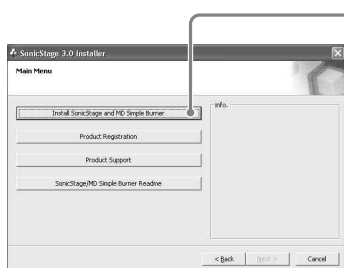 SonicStage 3.0 Installer
Main Menu
Install SonicStage and MD Simple Burner
Product Registration
Product Support
SonicStage/MD Simple Burner Readme
info.
< Back
Next >
Cancel